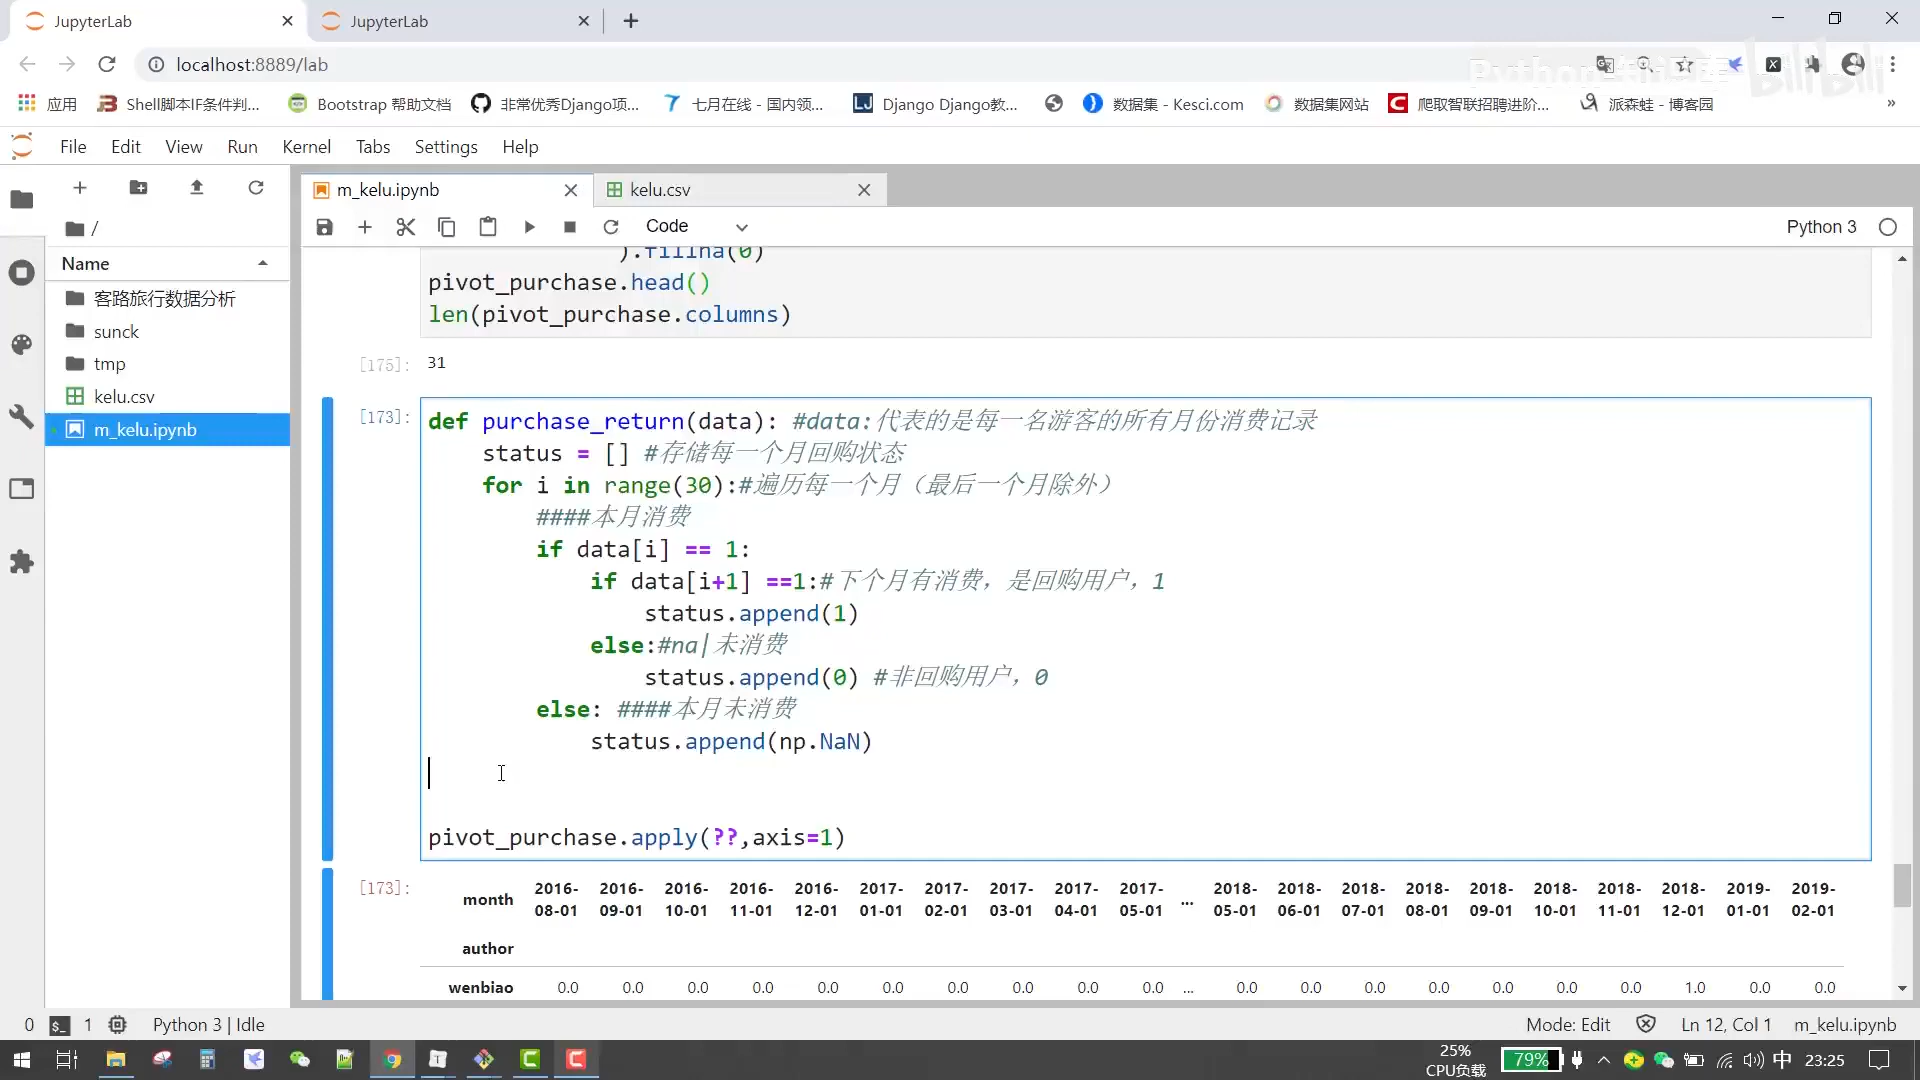 JupyterLab
JupyterLab
localhost:8889/lab
bilibili
应用
Shell脚本IF条件判...
Bootstrap 帮助文档
非常优秀Django项...
七月在线 - 国内领...
Django Django教...
数据集 - Kesci.com
数据集网站
爬取智联招聘进阶...
派森蛙 - 博客园
»
File Edit View Run Kernel Tabs Settings Help
m_kelu.ipynb
kelu.csv
/
Code
Python 3
Name
客路旅行数据分析
sunck
tmp
kelu.csv
m_kelu.ipynb
).fillna(0)
pivot_purchase.head()
len(pivot_purchase.columns)
[175]: 31
[173]: def purchase_return(data): #data:代表的是每一名游客的所有月份消费记录
status = [] #存储每一个月回购状态
for i in range(30):#遍历每一个月（最后一个月除外）
####本月消费
if data[i] == 1:
if data[i+1] ==1:#下个月有消费，是回购用户，1
status.append(1)
else:#na|未消费
status.append(0) #非回购用户，0
else: ####本月未消费
status.append(np.NaN)
pivot_purchase.apply(??,axis=1)
[173]:
month 2016-08-01 2016-09-01 2016-10-01 2016-11-01 2016-12-01 2017-01-01 2017-02-01 2017-03-01 2017-04-01 2017-05-01 ... 2018-05-01 2018-06-01 2018-07-01 2018-08-01 2018-09-01 2018-10-01 2018-11-01 2018-12-01 2019-01-01 2019-02-01
author
wenbiao 0.0 0.0 0.0 0.0 0.0 0.0 0.0 0.0 0.0 0.0 ... 0.0 0.0 0.0 0.0 0.0 0.0 0.0 1.0 0.0 0.0
0 1 Python 3 | Idle
Mode: Edit Ln 12, Col 1 m_kelu.ipynb
25%
CPU负载
79%
中
23:25